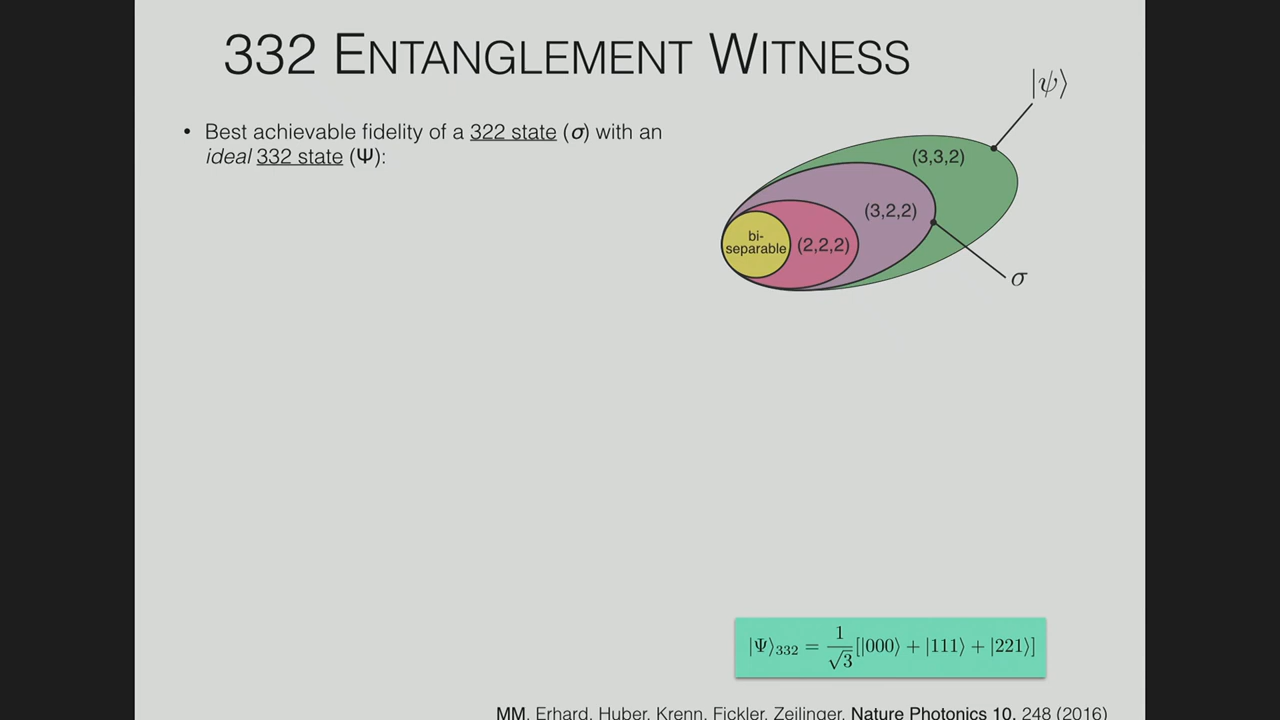 332 ENTANGLEMENT WITNESS
• Best achievable fidelity of a 322 state (σ) with an
ideal 332 state (Ψ):
|ψ⟩
(3,3,2)
(3,2,2)
bi-
separable
(2,2,2)
σ
|Ψ⟩₃₃₂ = 1/√3 [|000⟩ + |111⟩ + |221⟩]
MM, Erhard, Huber, Krenn, Fickler, Zeilinger, Nature Photonics 10, 248 (2016)